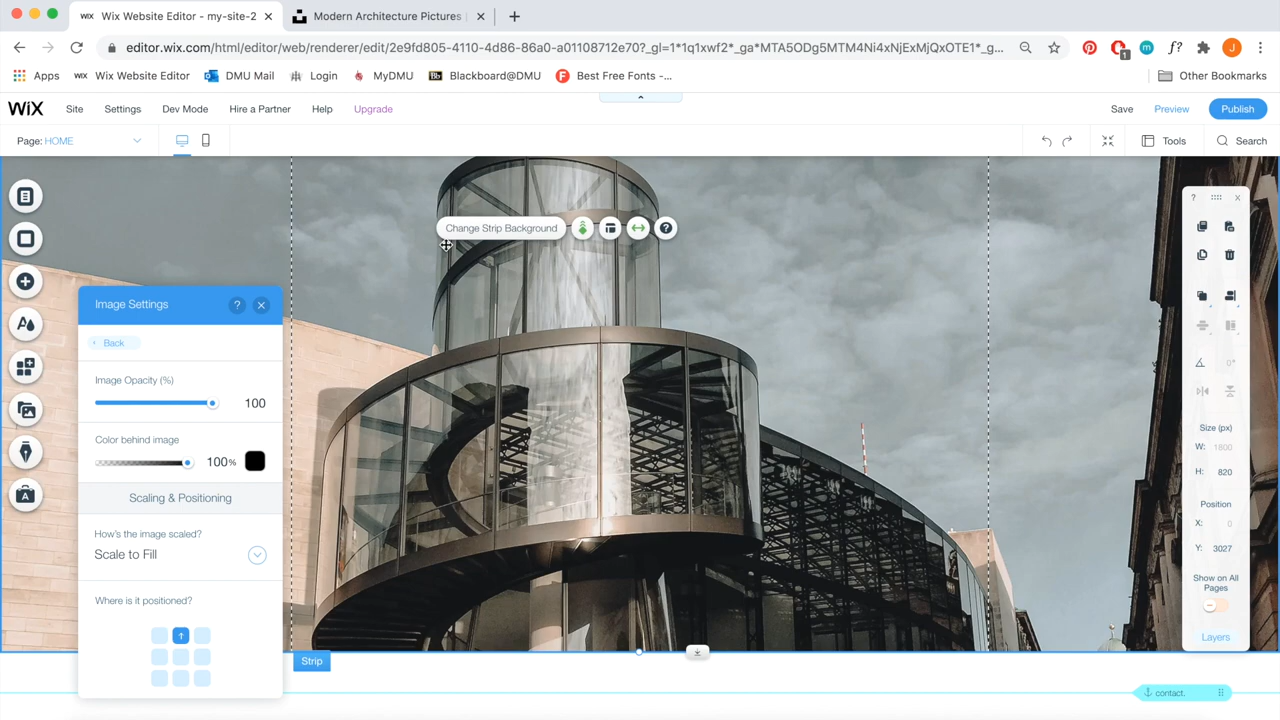 WiX Wix Website Editor - my-site-2
Modern Architecture Pictures
editor.wix.com/html/editor/web/renderer/edit/2e9fd805-4110-4d86-86a0-a01108712e70?_gl=1*1q1xwf2*_ga*MTA5ODg5MTM4Ni4xNjExMjQxOTE1*_g...
1
f?
J
Apps
WiX Wix Website Editor
DMU Mail
Login
MyDMU
Bb Blackboard@DMU
F Best Free Fonts -...
Other Bookmarks
WiX Site Settings Dev Mode Hire a Partner Help Upgrade Save Preview Publish
Page: HOME Tools Search
Change Strip Background ?
Image Settings ?
Back
Image Opacity (%)
100
Color behind image
100%
Scaling & Positioning
How's the image scaled?
Scale to Fill
Where is it positioned?
A
?
0°
Size (px)
W: 1800
H: 820
Position
X: 0
Y: 3027
Show on All
Pages
Layers
Strip
contact.